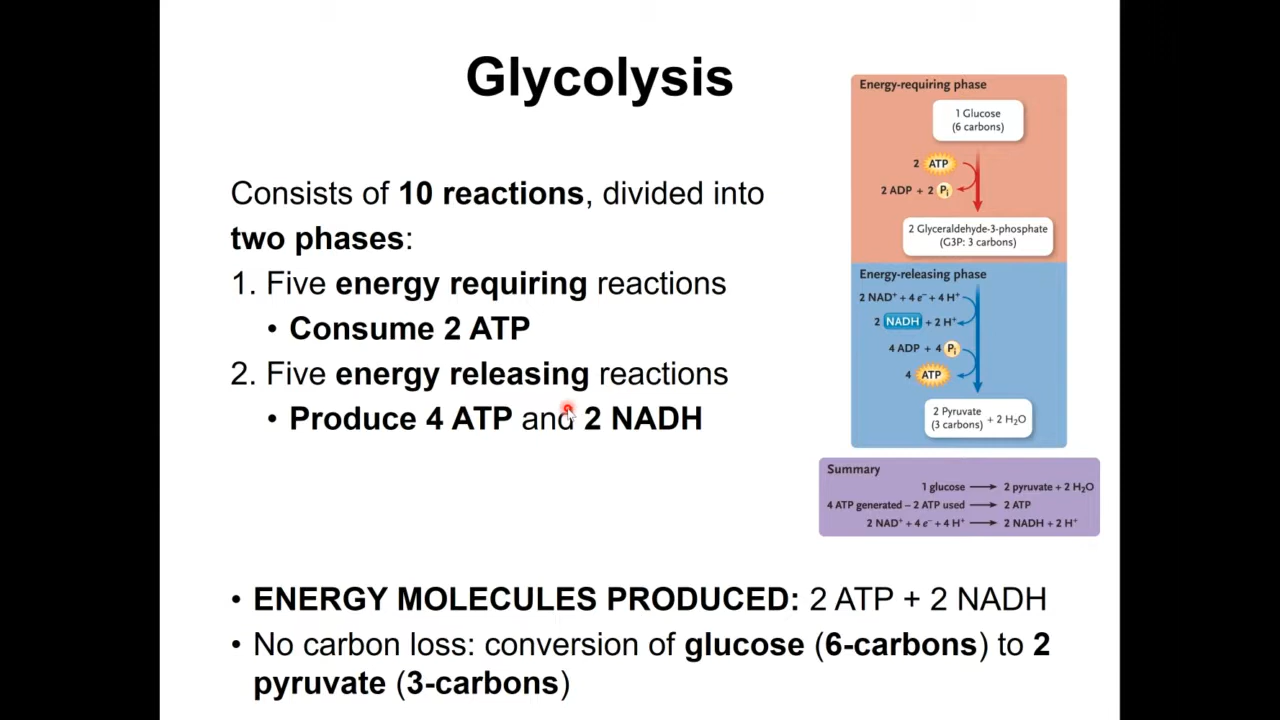 Glycolysis
Consists of 10 reactions, divided into
two phases:
1. Five energy requiring reactions
• Consume 2 ATP
2. Five energy releasing reactions
• Produce 4 ATP and 2 NADH
Energy-requiring phase
1 Glucose
(6 carbons)
2 ATP
2 ADP + 2 Pi
2 Glyceraldehyde-3-phosphate
(G3P: 3 carbons)
Energy-releasing phase
2 NAD⁺ + 4 e⁻ + 4 H⁺
2 NADH + 2 H⁺
4 ADP + 4 Pi
4 ATP
2 Pyruvate
(3 carbons) + 2 H₂O
Summary
1 glucose → 2 pyruvate + 2 H₂O
4 ATP generated – 2 ATP used → 2 ATP
2 NAD⁺ + 4 e⁻ + 4 H⁺ → 2 NADH + 2 H⁺
• ENERGY MOLECULES PRODUCED: 2 ATP + 2 NADH
• No carbon loss: conversion of glucose (6-carbons) to 2
pyruvate (3-carbons)